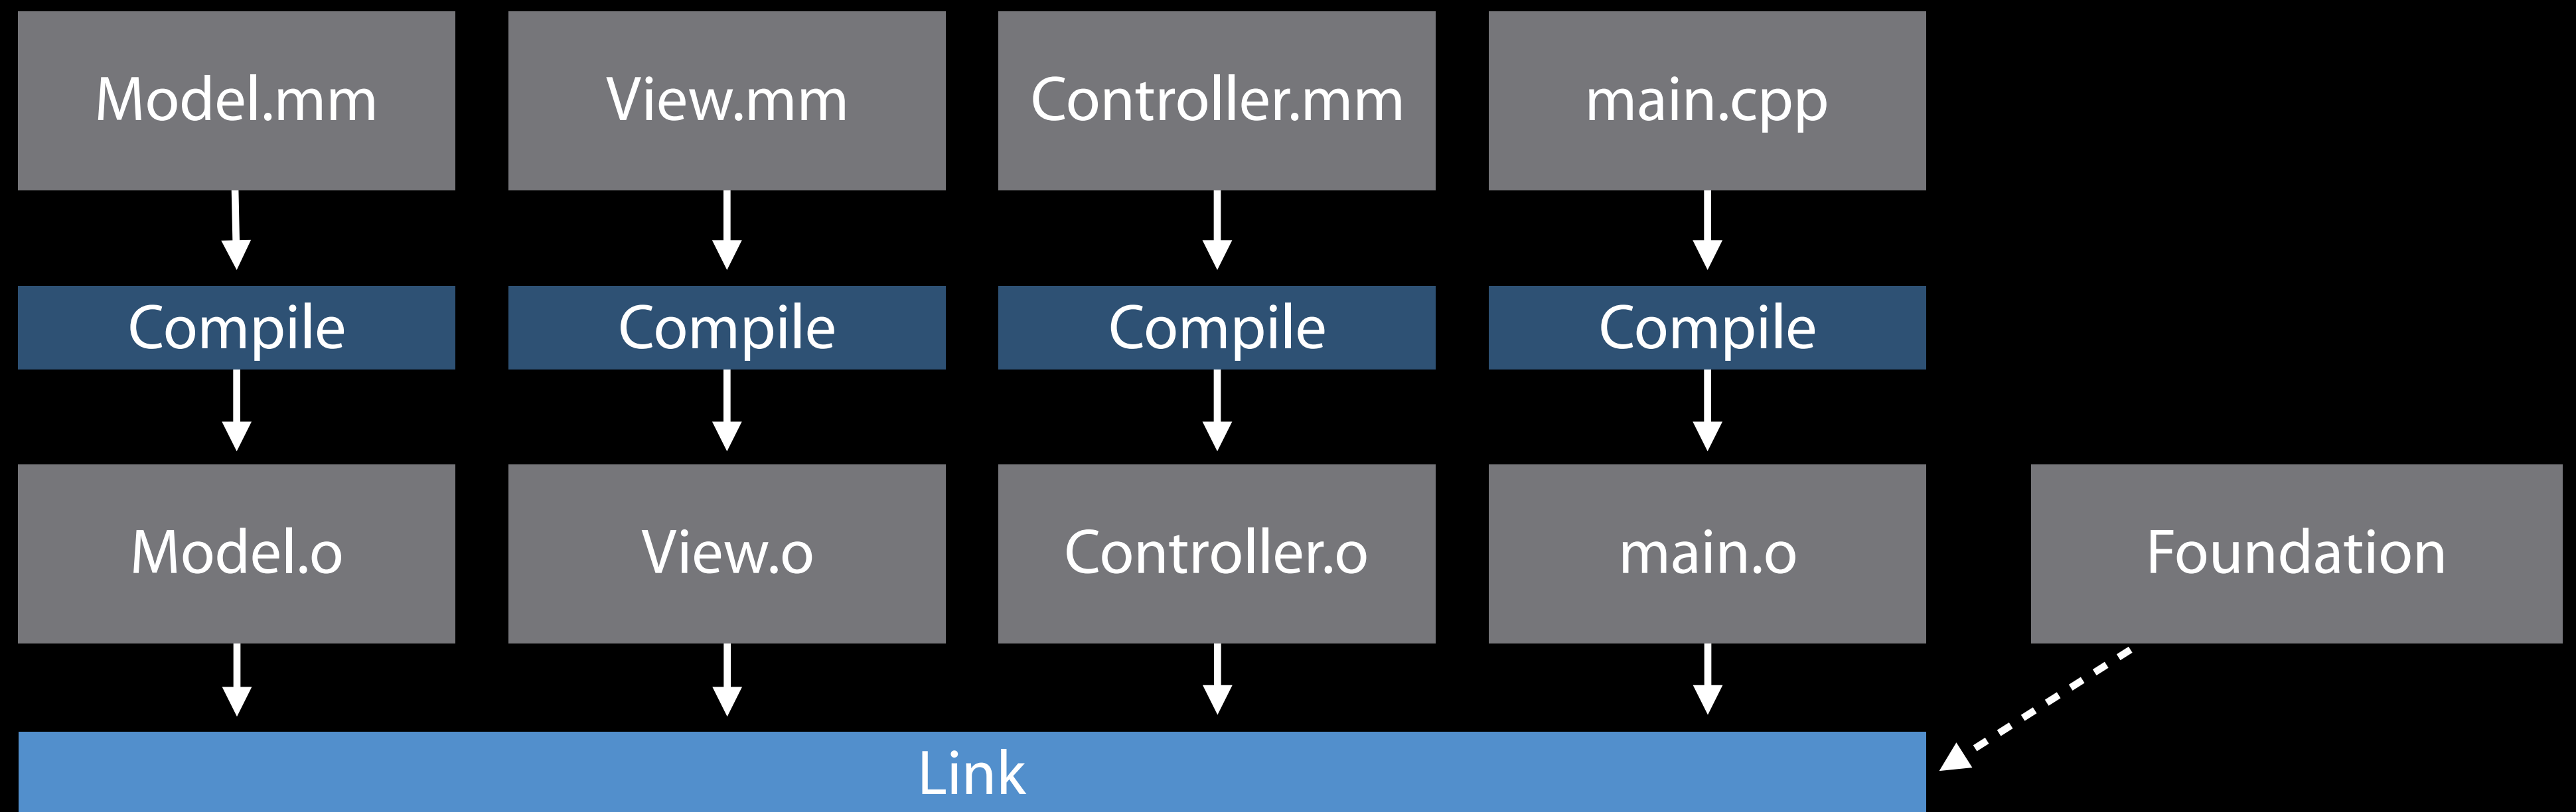 Model.mm
View.mm
Controller.mm
main.cpp
Compile
Compile
Compile
Compile
Model.o
View.o
Controller.o
main.o
Foundation
Link